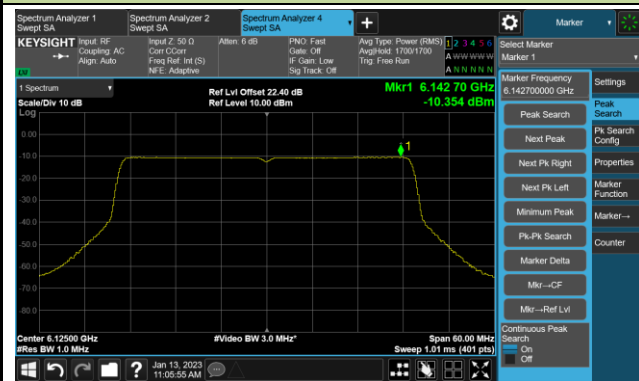 Spectrum Analyzer 1
Swept SA
Spectrum Analyzer 2
Swept SA
Spectrum Analyzer 4
Swept SA
+
Marker
KEYSIGHT
Input: RF
Coupling: AC
Align: Auto
Input Z: 50 Ω
Corr CCorr
Freq Ref: Int (S)
NFE: Adaptive
Atten: 6 dB
PNO: Fast
Gate: Off
IF Gain: Low
Sig Track: Off
Avg Type: Power (RMS)
Avg|Hold: 1700/1700
Trig: Free Run
1 2 3 4 5 6
A W W W W W
A N N N N N
Select Marker
Marker 1
1 Spectrum
Scale/Div 10 dB
Log
Ref Lvl Offset 22.40 dB
Ref Level 10.00 dBm
Mkr1 6.142 70 GHz
-10.354 dBm
Marker Frequency
6.142700000 GHz
Peak Search
Next Peak
Next Pk Right
Next Pk Left
Minimum Peak
Pk-Pk Search
Marker Delta
Mkr→CF
Mkr→Ref Lvl
Continuous Peak
Search
On
Off
Settings
Peak
Search
Pk Search
Config
Properties
Marker
Function
Marker→
Counter
0.00
-10.0
-20.0
-30.0
-40.0
-50.0
-60.0
-70.0
-80.0
1
Center 6.12500 GHz
#Res BW 1.0 MHz
#Video BW 3.0 MHz*
Span 60.00 MHz
Sweep 1.01 ms (401 pts)
?
Jan 13, 2023
11:05:55 AM